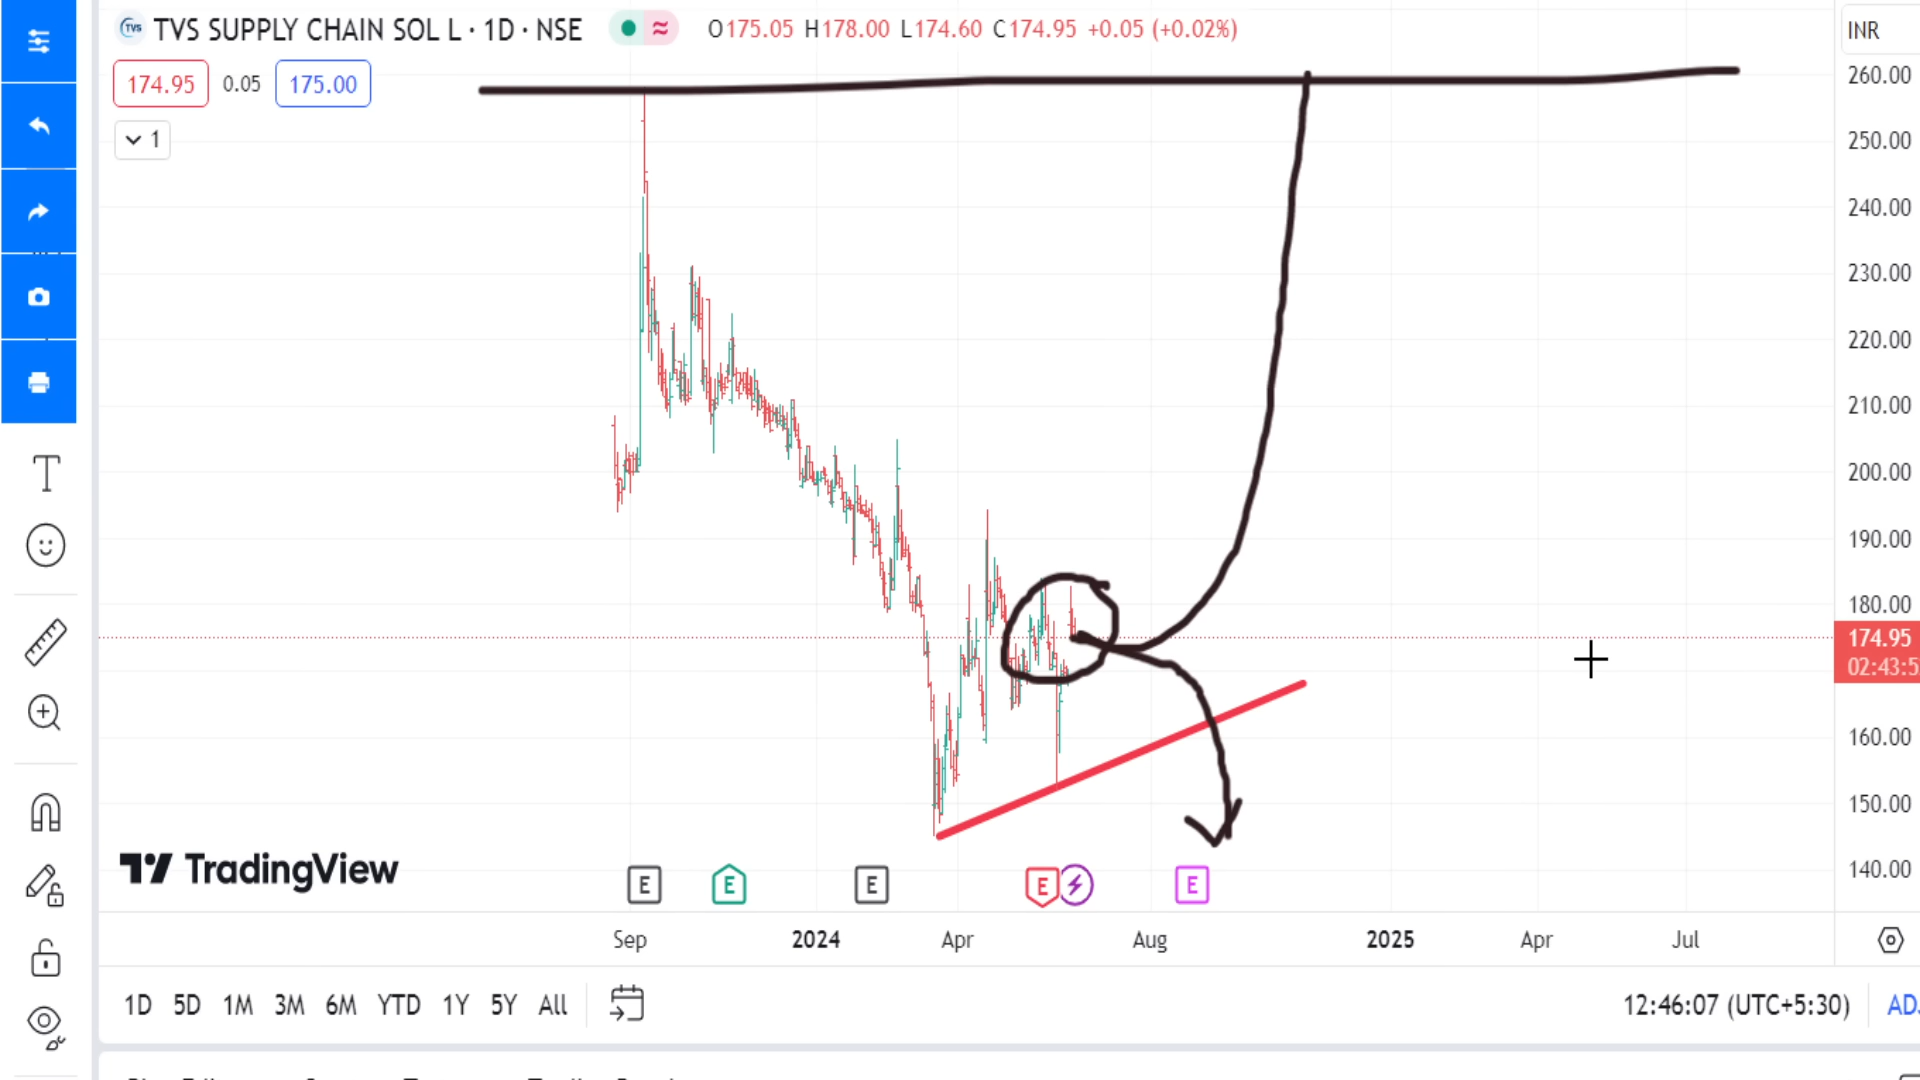 TVS SUPPLY CHAIN SOL L · 1D · NSE O175.05 H178.00 L174.60 C174.95 +0.05 (+0.02%) INR
174.95 0.05 175.00
1
260.00
250.00
240.00
230.00
220.00
210.00
200.00
190.00
180.00
174.95
02:43:5
160.00
150.00
140.00
TradingView
E E E E E
Sep 2024 Apr Aug 2025 Apr Jul
1D 5D 1M 3M 6M YTD 1Y 5Y All 12:46:07 (UTC+5:30)